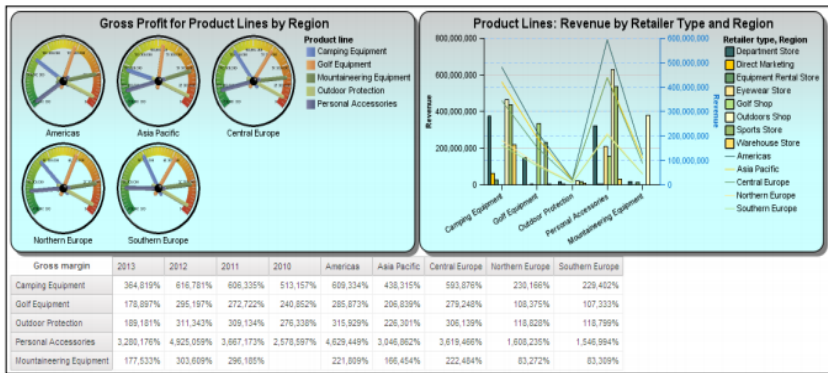 Gross Profit for Product Lines by Region
Product line
Camping Equipment
Golf Equipment
Mountaineering Equipment
Outdoor Protection
Personal Accessories
Americas
Asia Pacific
Central Europe
Northern Europe
Southern Europe
Product Lines: Revenue by Retailer Type and Region
Revenue
800,000,000
600,000,000
400,000,000
200,000,000
0
600,000,000
500,000,000
400,000,000
300,000,000
200,000,000
100,000,000
0
Revenue
Camping Equipment
Golf Equipment
Outdoor Protection
Personal Accessories
Mountaineering Equipment
Retailer type, Region
Department Store
Direct Marketing
Equipment Rental Store
Eyewear Store
Golf Shop
Outdoors Shop
Sports Store
Warehouse Store
Americas
Asia Pacific
Central Europe
Northern Europe
Southern Europe
Gross margin 2013 2012 2011 2010 Americas Asia Pacific Central Europe Northern Europe Southern Europe
Camping Equipment 364,819% 616,781% 606,335% 513,157% 609,334% 438,315% 593,876% 230,166% 229,402%
Golf Equipment 178,897% 295,197% 272,722% 240,852% 285,873% 206,839% 279,248% 108,375% 107,333%
Outdoor Protection 189,181% 311,343% 309,134% 276,338% 315,929% 226,301% 306,139% 118,828% 118,799%
Personal Accessories 3,280,176% 4,925,059% 3,667,173% 2,578,597% 4,629,449% 3,046,862% 3,619,466% 1,608,235% 1,546,994%
Mountaineering Equipment 177,533% 303,609% 296,185% 221,809% 166,454% 222,484% 83,272% 83,309%